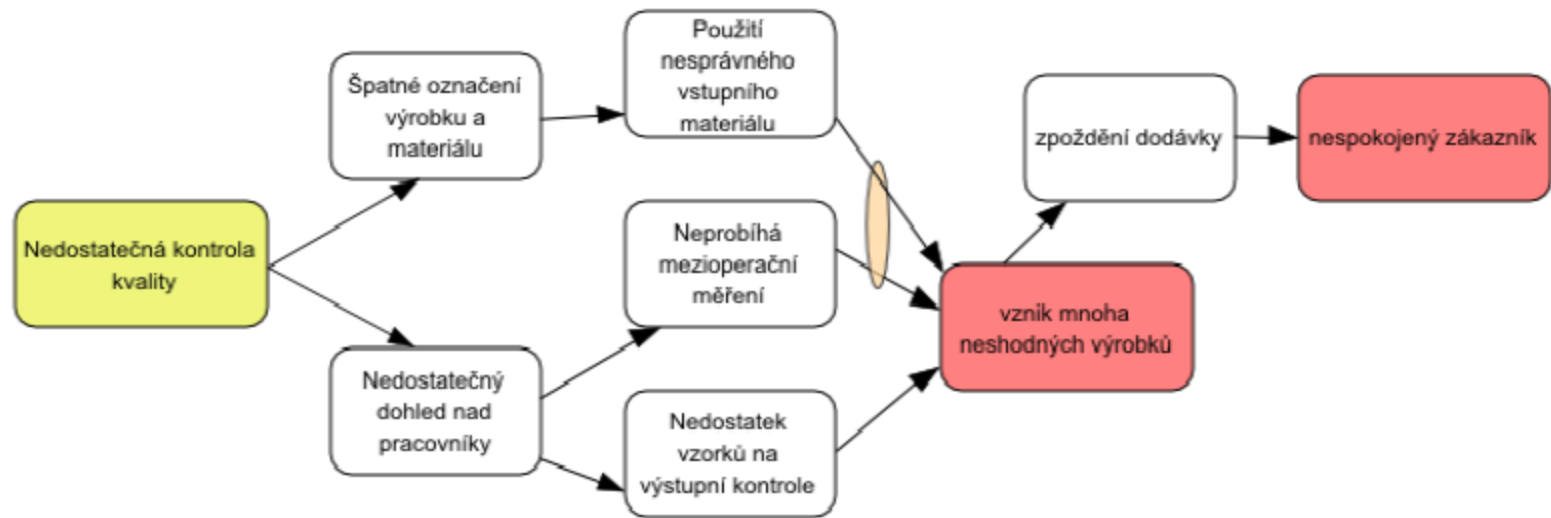 Nedostatečná kontrola
kvality
Špatné označení
výrobku a
materiálu
Použití
nesprávného
vstupního
materiálu
Nedostatečný
dohled nad
pracovníky
Neprobíhá
mezioperační
měření
Nedostatek
vzorků na
výstupní kontrole
vznik mnoha
neshodných výrobků
zpoždění dodávky
nespokojený zákazník